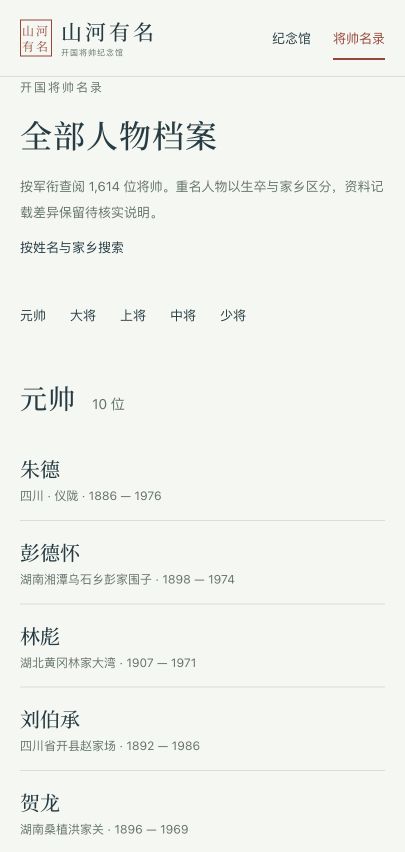 山河有名
山河有名
开国将帅纪念馆
纪念馆
将帅名录
开国将帅名录
全部人物档案
按军衔查阅 1,614 位将帅。重名人物以生卒与家乡区分，资料记
载差异保留待核实说明。
按姓名与家乡搜索
元帅 大将 上将 中将 少将
元帅 10 位
朱德
四川 · 仪陇 · 1886 — 1976
彭德怀
湖南湘潭乌石乡彭家围子 · 1898 — 1974
林彪
湖北黄冈林家大湾 · 1907 — 1971
刘伯承
四川省开县赵家场 · 1892 — 1986
贺龙
湖南桑植洪家关 · 1896 — 1969